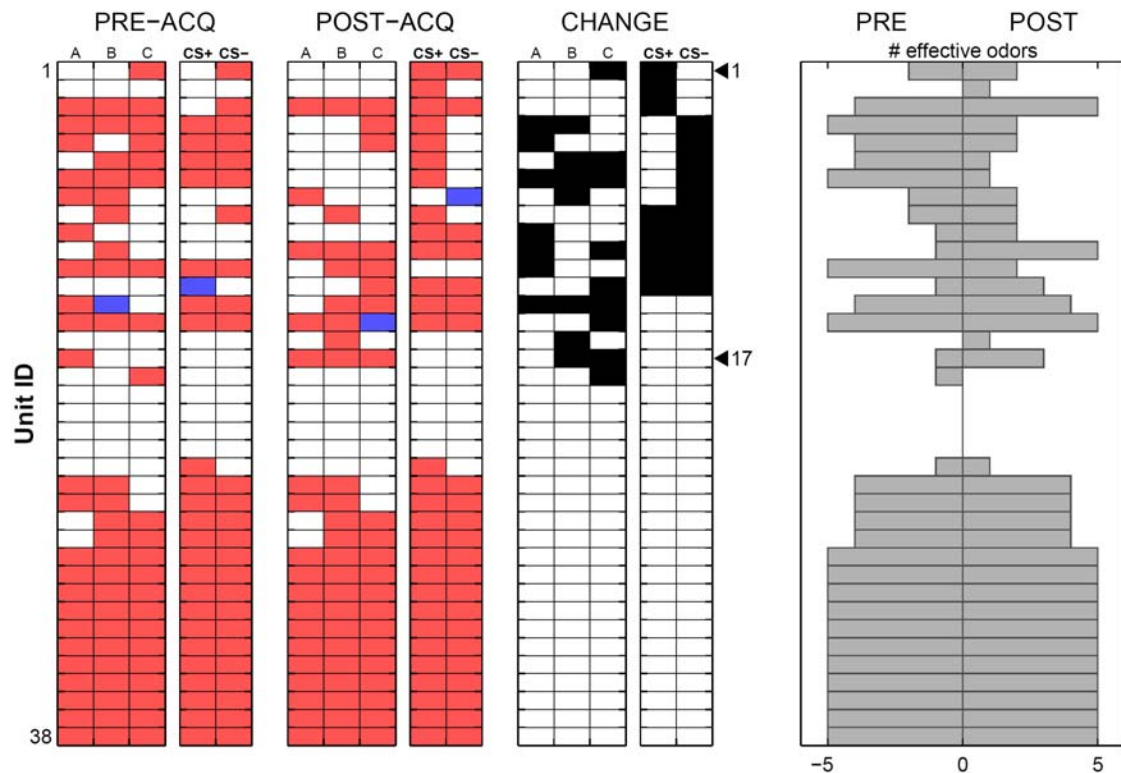 PRE−ACQ POST−ACQ CHANGE PRE POST
# effective odors
A B C CS+ CS− A B C CS+ CS− A B C CS+ CS−
1 ◀1
◀17
Unit ID
38
−5 0 5